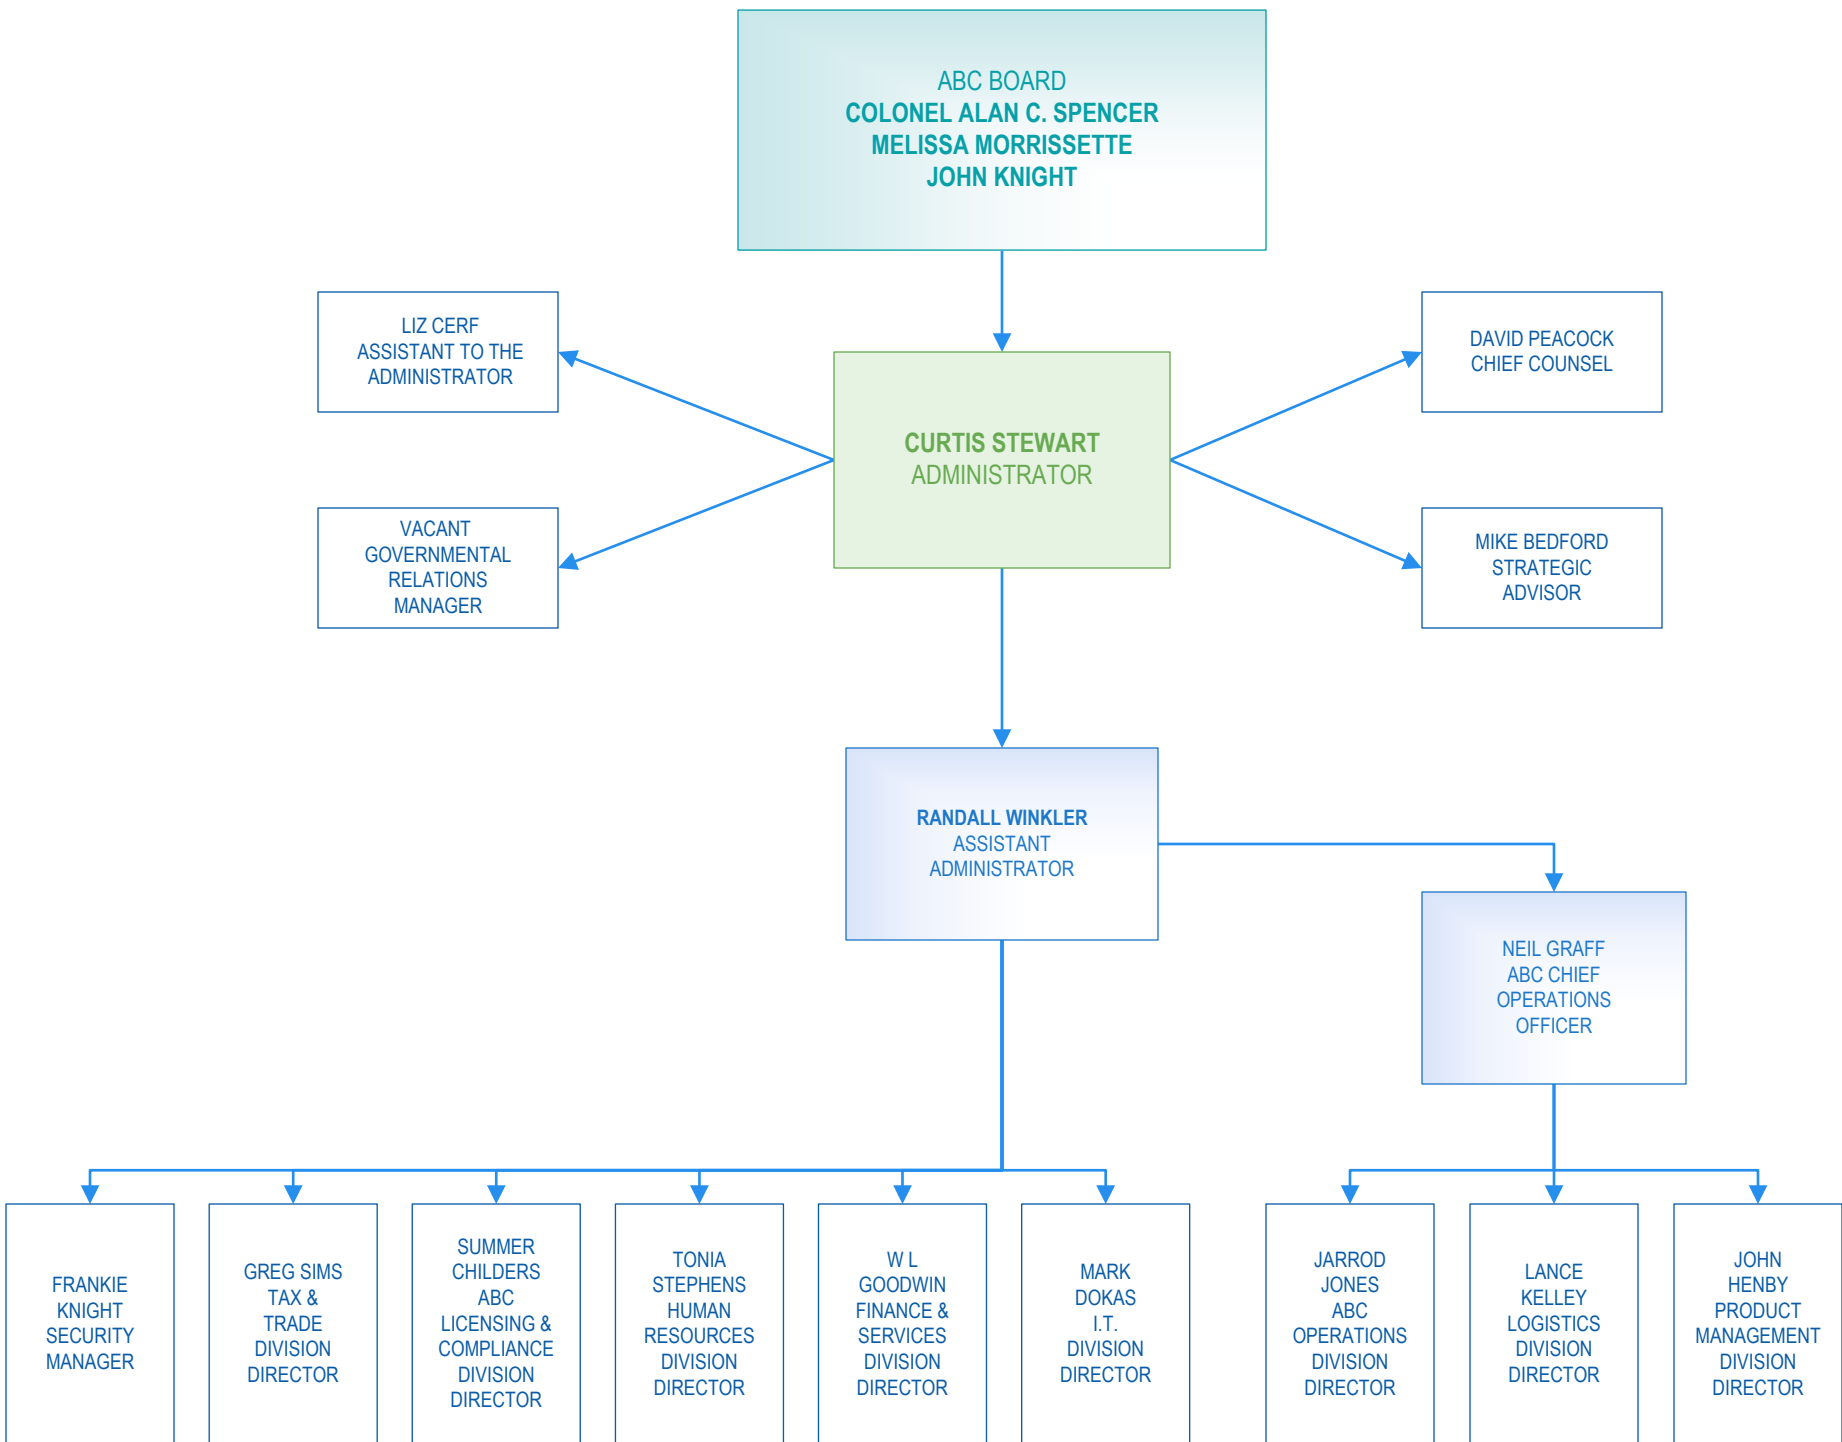 ABC BOARD
COLONEL ALAN C. SPENCER
MELISSA MORRISSETTE
JOHN KNIGHT
LIZ CERF
ASSISTANT TO THE
ADMINISTRATOR
DAVID PEACOCK
CHIEF COUNSEL
CURTIS STEWART
ADMINISTRATOR
VACANT
GOVERNMENTAL
RELATIONS
MANAGER
MIKE BEDFORD
STRATEGIC
ADVISOR
RANDALL WINKLER
ASSISTANT
ADMINISTRATOR
NEIL GRAFF
ABC CHIEF
OPERATIONS
OFFICER
FRANKIE
KNIGHT
SECURITY
MANAGER
GREG SIMS
TAX &
TRADE
DIVISION
DIRECTOR
SUMMER
CHILDERS
ABC
LICENSING &
COMPLIANCE
DIVISION
DIRECTOR
TONIA
STEPHENS
HUMAN
RESOURCES
DIVISION
DIRECTOR
W L
GOODWIN
FINANCE &
SERVICES
DIVISION
DIRECTOR
MARK
DOKAS
I.T.
DIVISION
DIRECTOR
JARROD
JONES
ABC
OPERATIONS
DIVISION
DIRECTOR
LANCE
KELLEY
LOGISTICS
DIVISION
DIRECTOR
JOHN
HENBY
PRODUCT
MANAGEMENT
DIVISION
DIRECTOR